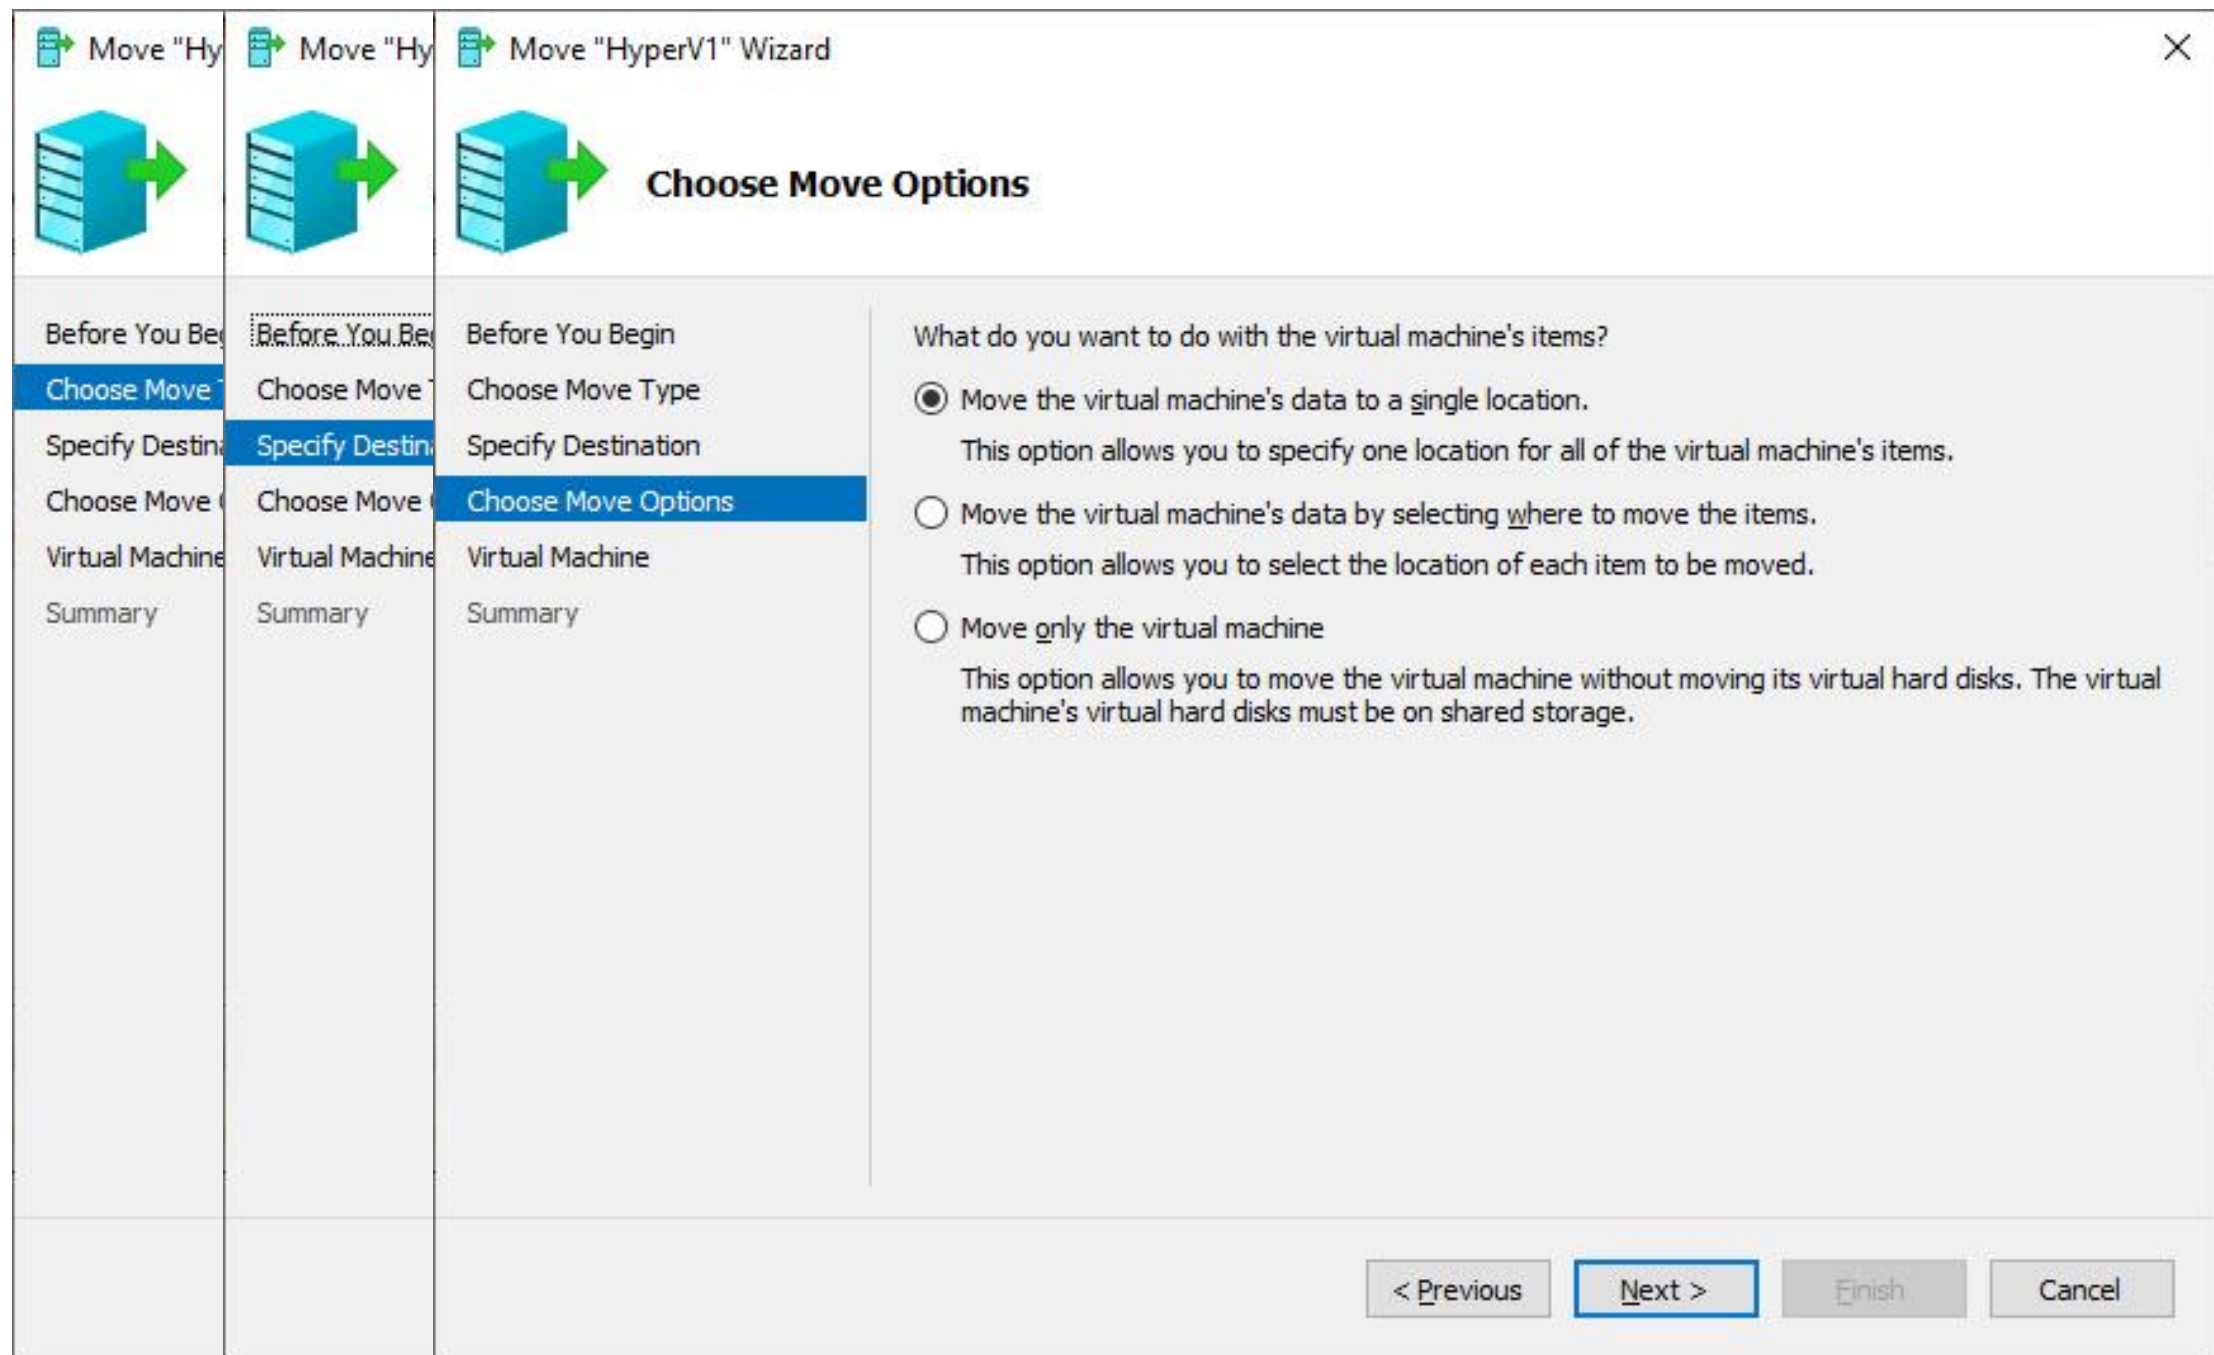 Move "Hy
Before You Beg
Choose Move T
Specify Destina
Choose Move
Virtual Machine
Summary
Move "Hy
Before You Beg
Choose Move T
Specify Destina
Choose Move
Virtual Machine
Summary
Move "HyperV1" Wizard
Choose Move Options
Before You Begin
Choose Move Type
Specify Destination
Choose Move Options
Virtual Machine
Summary
What do you want to do with the virtual machine's items?
Move the virtual machine's data to a single location.
This option allows you to specify one location for all of the virtual machine's items.
Move the virtual machine's data by selecting where to move the items.
This option allows you to select the location of each item to be moved.
Move only the virtual machine
This option allows you to move the virtual machine without moving its virtual hard disks. The virtual
machine's virtual hard disks must be on shared storage.
< Previous
Next >
Finish
Cancel